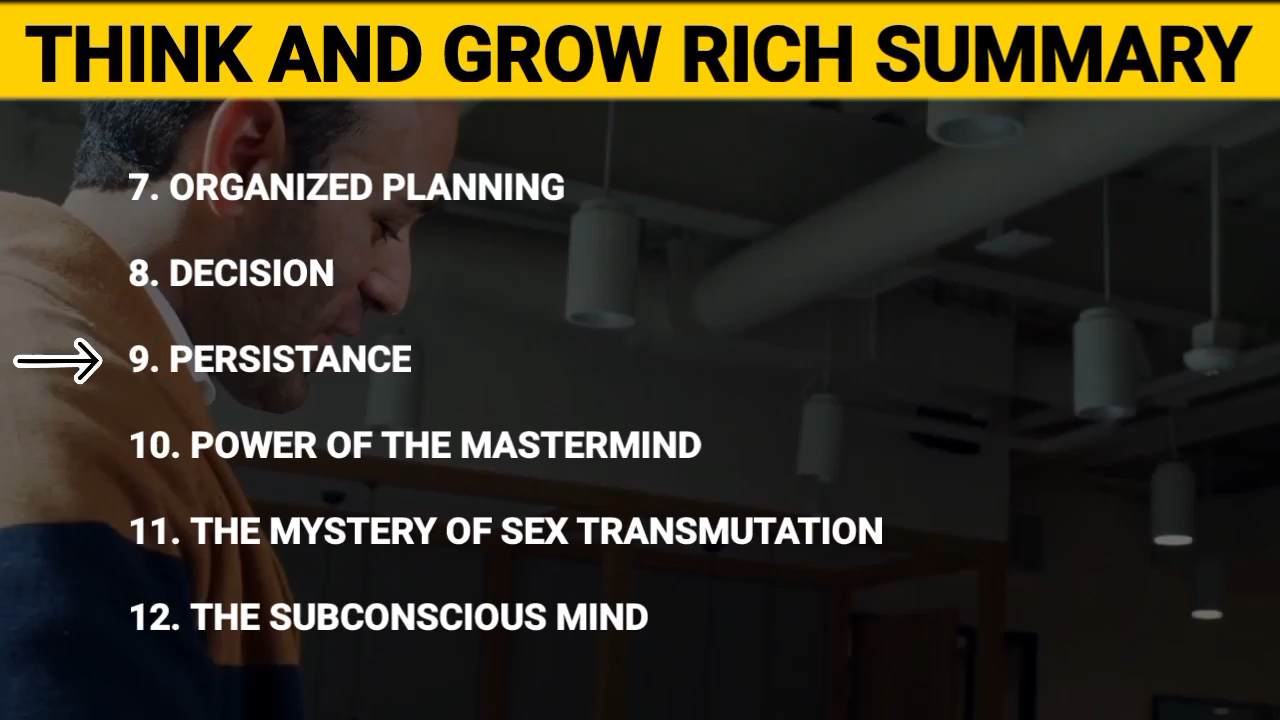 THINK AND GROW RICH SUMMARY
7. ORGANIZED PLANNING
8. DECISION
9. PERSISTANCE
10. POWER OF THE MASTERMIND
11. THE MYSTERY OF SEX TRANSMUTATION
12. THE SUBCONSCIOUS MIND